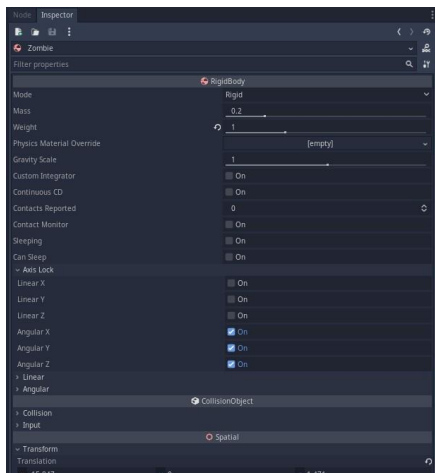 Node Inspector
Zombie
Filter properties
RigidBody
Mode Rigid
Mass 0.2
Weight 1
Physics Material Override [empty]
Gravity Scale 1
Custom Integrator On
Continuous CD On
Contacts Reported 0
Contact Monitor On
Sleeping On
Can Sleep On
Axis Lock
Linear X On
Linear Y On
Linear Z On
Angular X On
Angular Y On
Angular Z On
Linear
Angular
CollisionObject
Collision
Input
Spatial
Transform
Translation